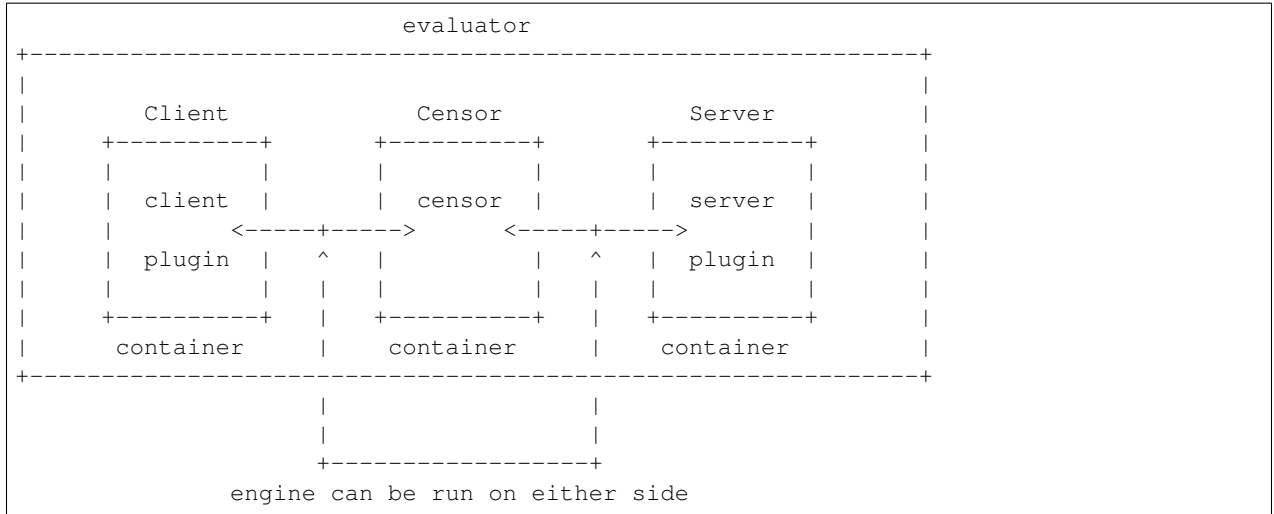 evaluator
Client Censor Server
client censor server
plugin plugin
container container container
engine can be run on either side